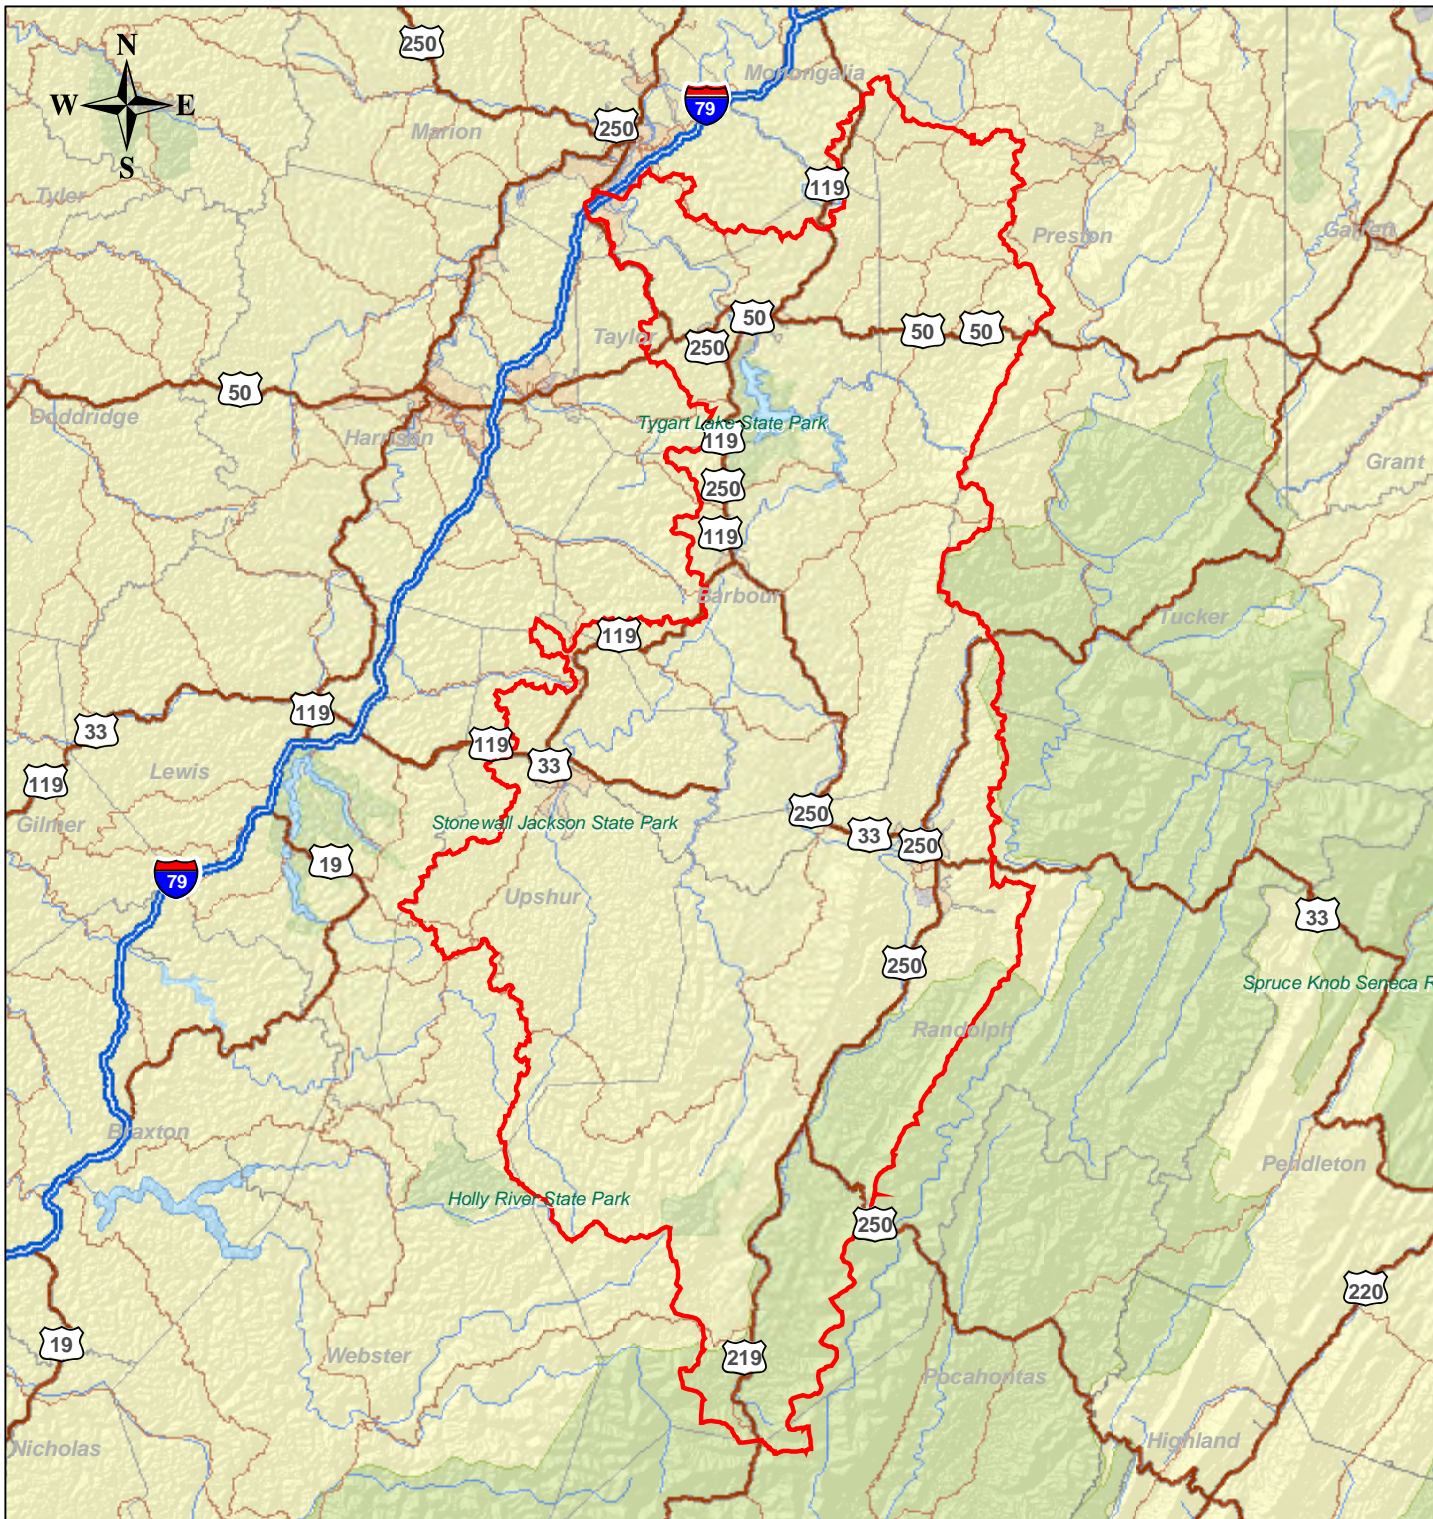 250
N
Monongalia
W
E
79
250
Marion
S
119
Tyler
Preston
Garrett
50
50
50
Taylor
250
50
Doddridge
Tygart Lake State Park
Harrison
119
Grant
250
119
Barbour
Tucker
119
119
33
119
33
Lewis
119
250
Gilmer
Stonewall Jackson State Park
33
250
19
79
Upshur
33
250
Spruce Knob Seneca R
Randolph
Braxton
Pendleton
Holly River State Park
250
220
19
Webster
219
Pocahontas
Highland
Nicholas